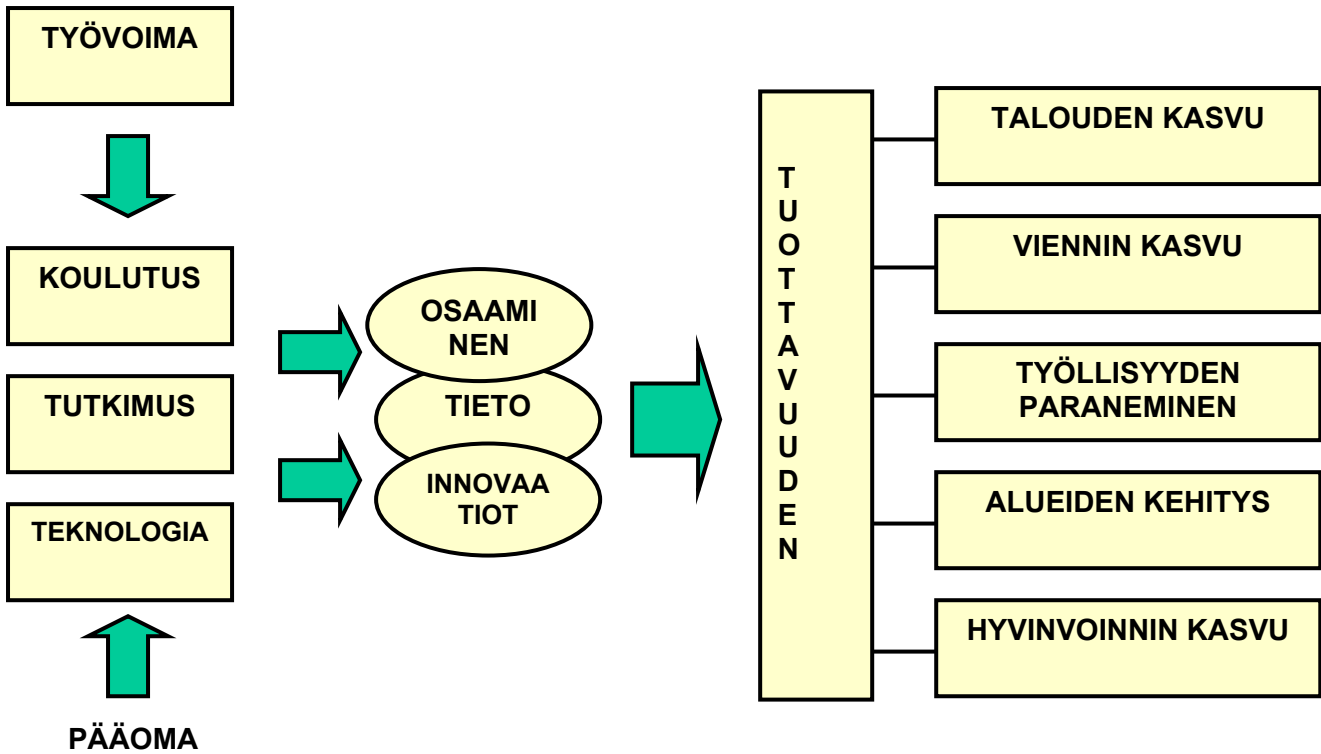 TYÖVOIMA
KOULUTUS
TUTKIMUS
TEKNOLOGIA
PÄÄOMA
OSAAMI
NEN
TIETO
INNOVAA
TIOT
T
U
O
T
T
A
V
U
U
D
E
N
TALOUDEN KASVU
VIENNIN KASVU
TYÖLLISYYDEN
PARANEMINEN
ALUEIDEN KEHITYS
HYVINVOINNIN KASVU